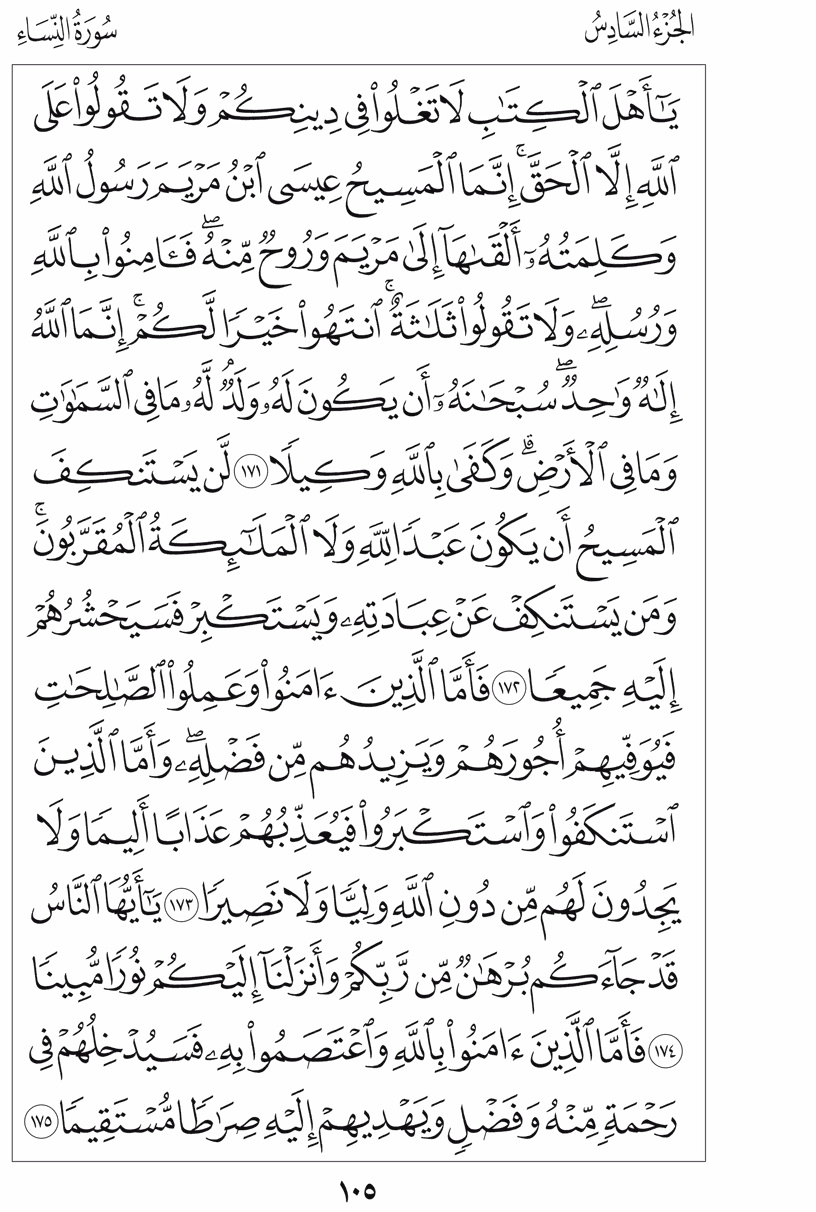 الجُزْءُ السَّادِسُ
سُورَةُ النِّسَاءِ
يَـٰٓأَهْلَ ٱلْكِتَـٰبِ لَا تَغْلُوا۟ فِى دِينِكُمْ وَلَا تَقُولُوا۟ عَلَى
ٱللَّهِ إِلَّا ٱلْحَقَّ ۚ إِنَّمَا ٱلْمَسِيحُ عِيسَى ٱبْنُ مَرْيَمَ رَسُولُ ٱللَّهِ
وَكَلِمَتُهُۥٓ أَلْقَىٰهَآ إِلَىٰ مَرْيَمَ وَرُوحٌ مِّنْهُ ۖ فَـَٔامِنُوا۟ بِٱللَّهِ
وَرُسُلِهِۦ ۖ وَلَا تَقُولُوا۟ ثَلَـٰثَةٌ ۚ ٱنتَهُوا۟ خَيْرًا لَّكُمْ ۚ إِنَّمَا ٱللَّهُ
إِلَـٰهٌ وَٰحِدٌ ۖ سُبْحَـٰنَهُۥٓ أَن يَكُونَ لَهُۥ وَلَدٌ ۘ لَّهُۥ مَا فِى ٱلسَّمَـٰوَٰتِ
وَمَا فِى ٱلْأَرْضِ ۗ وَكَفَىٰ بِٱللَّهِ وَكِيلًا ١٧١ لَّن يَسْتَنكِفَ
ٱلْمَسِيحُ أَن يَكُونَ عَبْدًا لِّلَّهِ وَلَا ٱلْمَلَـٰٓئِكَةُ ٱلْمُقَرَّبُونَ ۚ
وَمَن يَسْتَنكِفْ عَنْ عِبَادَتِهِۦ وَيَسْتَكْبِرْ فَسَيَحْشُرُهُمْ
إِلَيْهِ جَمِيعًا ١٧٢ فَأَمَّا ٱلَّذِينَ ءَامَنُوا۟ وَعَمِلُوا۟ ٱلصَّـٰلِحَـٰتِ
فَيُوَفِّيهِمْ أُجُورَهُمْ وَيَزِيدُهُم مِّن فَضْلِهِۦ ۖ وَأَمَّا ٱلَّذِينَ
ٱسْتَنكَفُوا۟ وَٱسْتَكْبَرُوا۟ فَيُعَذِّبُهُمْ عَذَابًا أَلِيمًا وَلَا
يَجِدُونَ لَهُم مِّن دُونِ ٱللَّهِ وَلِيًّا وَلَا نَصِيرًا ١٧٣ يَـٰٓأَيُّهَا ٱلنَّاسُ
قَدْ جَآءَكُم بُرْهَـٰنٌ مِّن رَّبِّكُمْ وَأَنزَلْنَآ إِلَيْكُمْ نُورًا مُّبِينًا
١٧٤ فَأَمَّا ٱلَّذِينَ ءَامَنُوا۟ بِٱللَّهِ وَٱعْتَصَمُوا۟ بِهِۦ فَسَيُدْخِلُهُمْ فِى
رَحْمَةٍ مِّنْهُ وَفَضْلٍ وَيَهْدِيهِمْ إِلَيْهِ صِرَٰطًا مُّسْتَقِيمًا ١٧٥
١٠٥